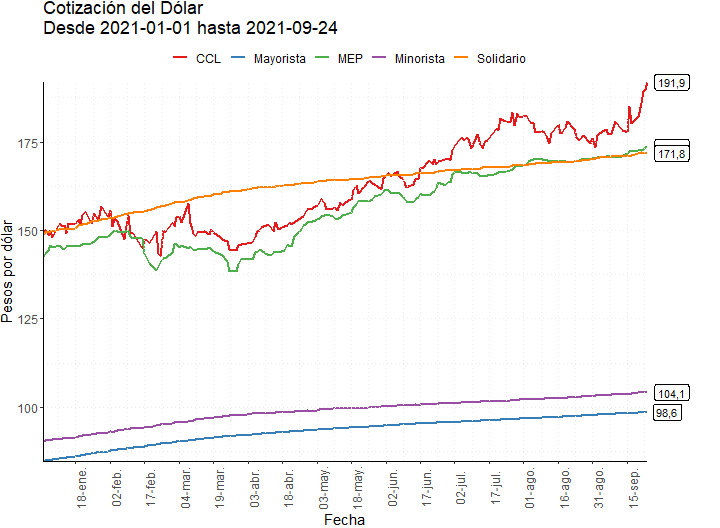 Cotización del Dólar
Desde 2021-01-01 hasta 2021-09-24
CCL Mayorista MEP Minorista Solidario
191,9
175
171,8
150
125
104,1
100
98,6
Pesos por dólar
18-ene. 02-feb. 17-feb. 04-mar. 19-mar. 03-abr. 18-abr. 03-may. 18-may. 02-jun. 17-jun. 02-jul. 17-jul. 01-ago. 16-ago. 31-ago. 15-sep.
Fecha